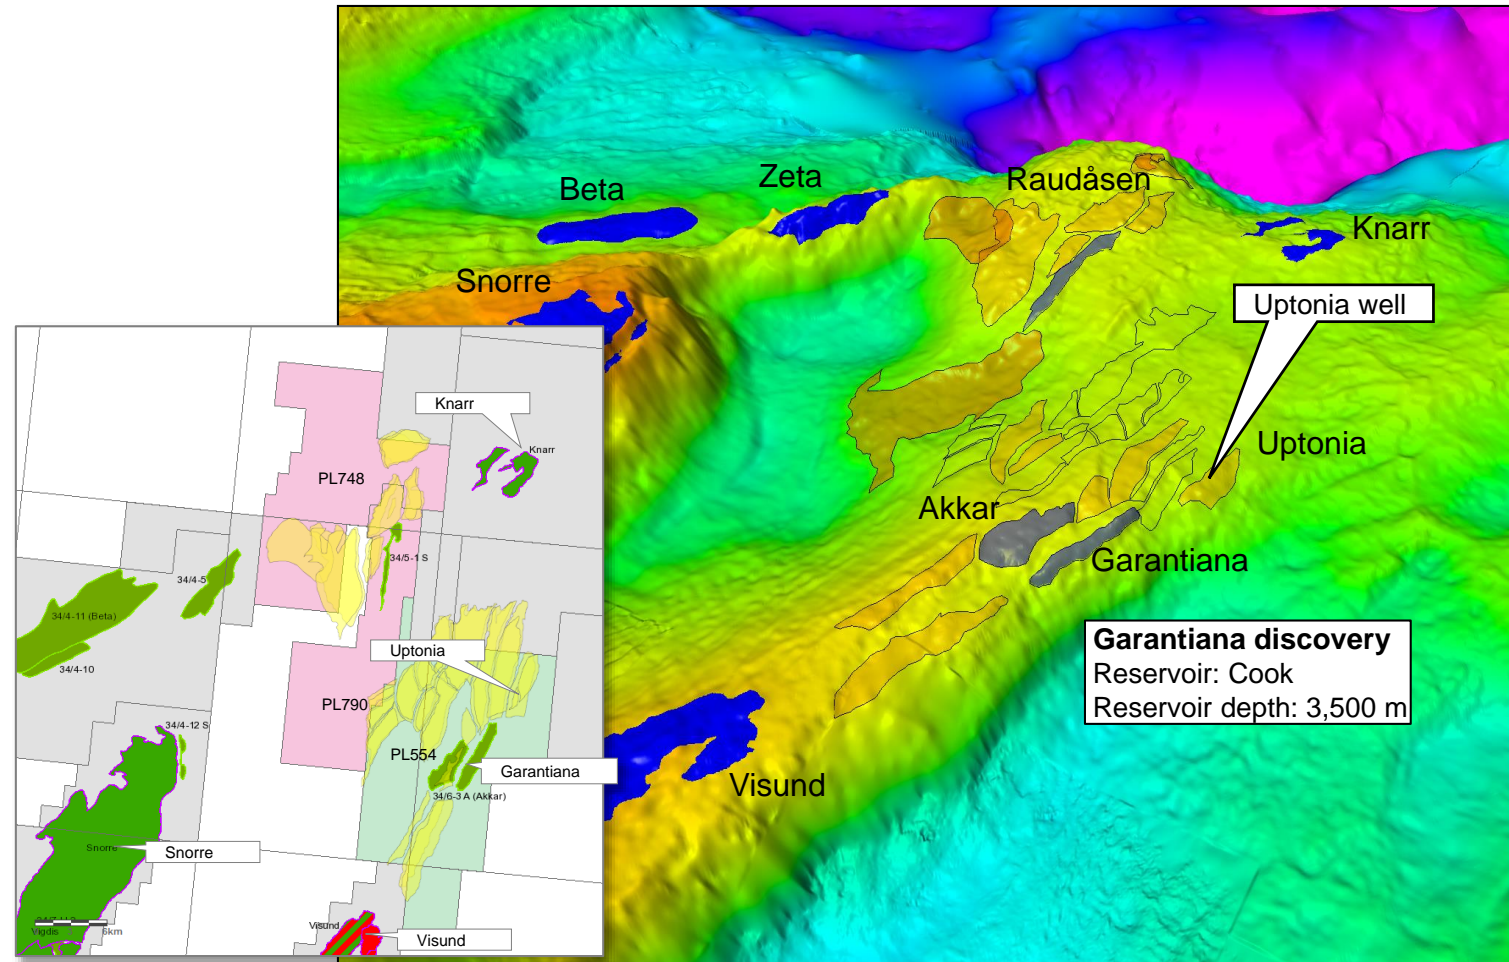 Beta
Zeta
Raudåsen
Knarr
Snorre
Uptonia well
Uptonia
Akkar
Garantiana
Garantiana discovery
Reservoir: Cook
Reservoir depth: 3,500 m
Visund
Knarr
Knarr
PL748
34/5-1 S
34/4-5
34/4-11 (Beta)
34/4-10
Uptonia
PL790
34/4-12 S
PL554
Garantiana
34/6-3 A (Akkar)
Snorre
Snorre
Vigdis
6km
Visund
Visund